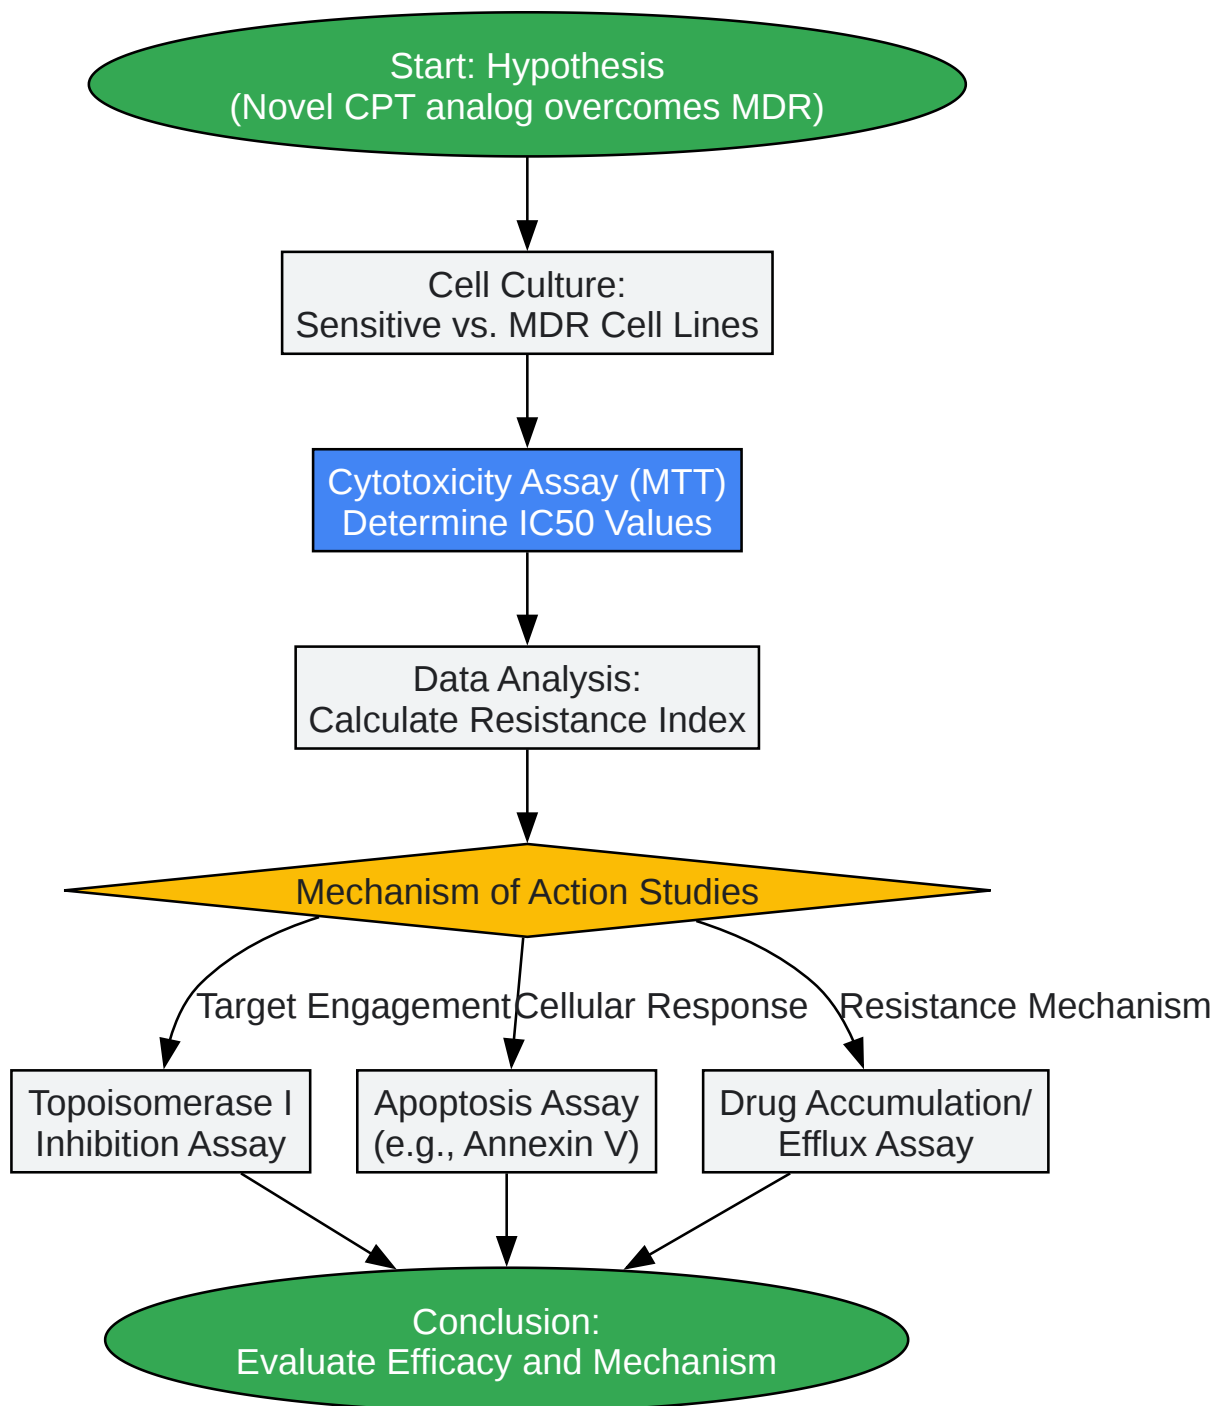 Start: Hypothesis
(Novel CPT analog overcomes MDR)
Cell Culture:
Sensitive vs. MDR Cell Lines
Cytotoxicity Assay (MTT)
Determine IC50 Values
Data Analysis:
Calculate Resistance Index
Mechanism of Action Studies
Target Engagement
Cellular Response
Resistance Mechanism
Topoisomerase I
Inhibition Assay
Apoptosis Assay
(e.g., Annexin V)
Drug Accumulation/
Efflux Assay
Conclusion:
Evaluate Efficacy and Mechanism